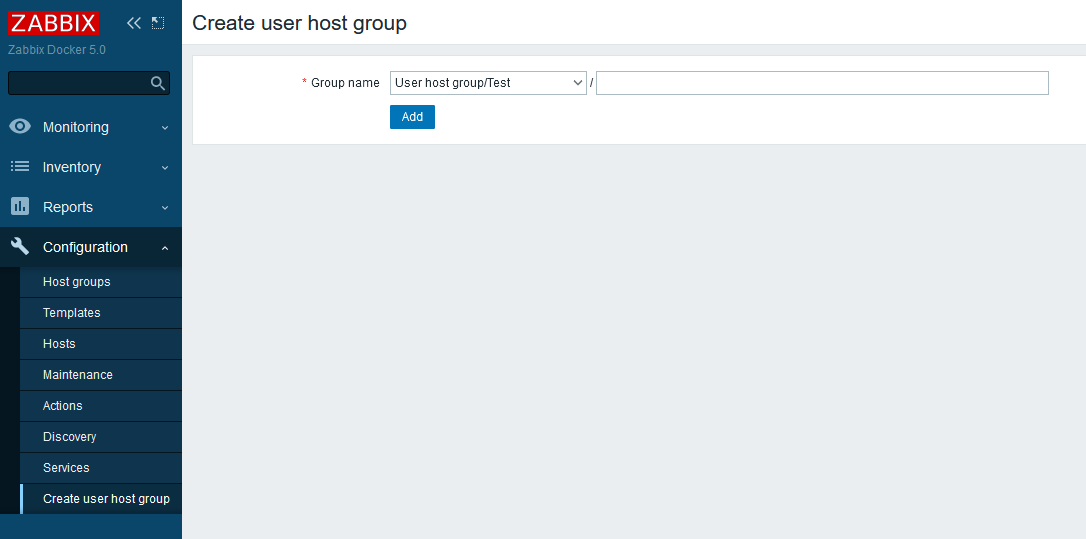 ZABBIX
Zabbix Docker 5.0
Monitoring
Inventory
Reports
Configuration
Host groups
Templates
Hosts
Maintenance
Actions
Discovery
Services
Create user host group
Create user host group
* Group name User host group/Test /
Add